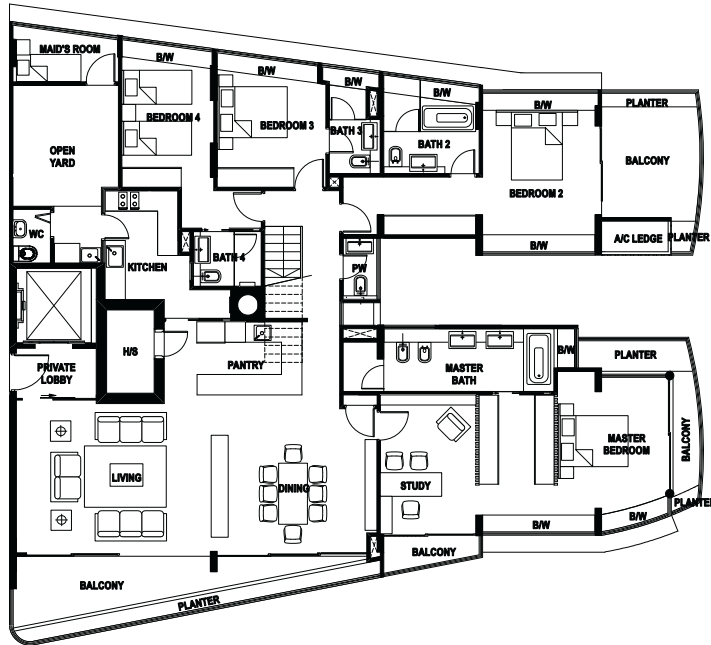 MAID'S ROOM
B/W
B/W
B/W
B/W
B/W
PLANTER
BEDROOM 4
BEDROOM 3
BATH 3
BATH 2
OPEN
YARD
BALCONY
BEDROOM 2
WC
B/W
A/C LEDGE
PLANTER
KITCHEN
BATH 4
PW
H/S
PRIVATE
LOBBY
PANTRY
MASTER
BATH
B/W
PLANTER
MASTER
BEDROOM
BALCONY
LIVING
DINING
STUDY
PLANTER
B/W
B/W
BALCONY
BALCONY
PLANTER